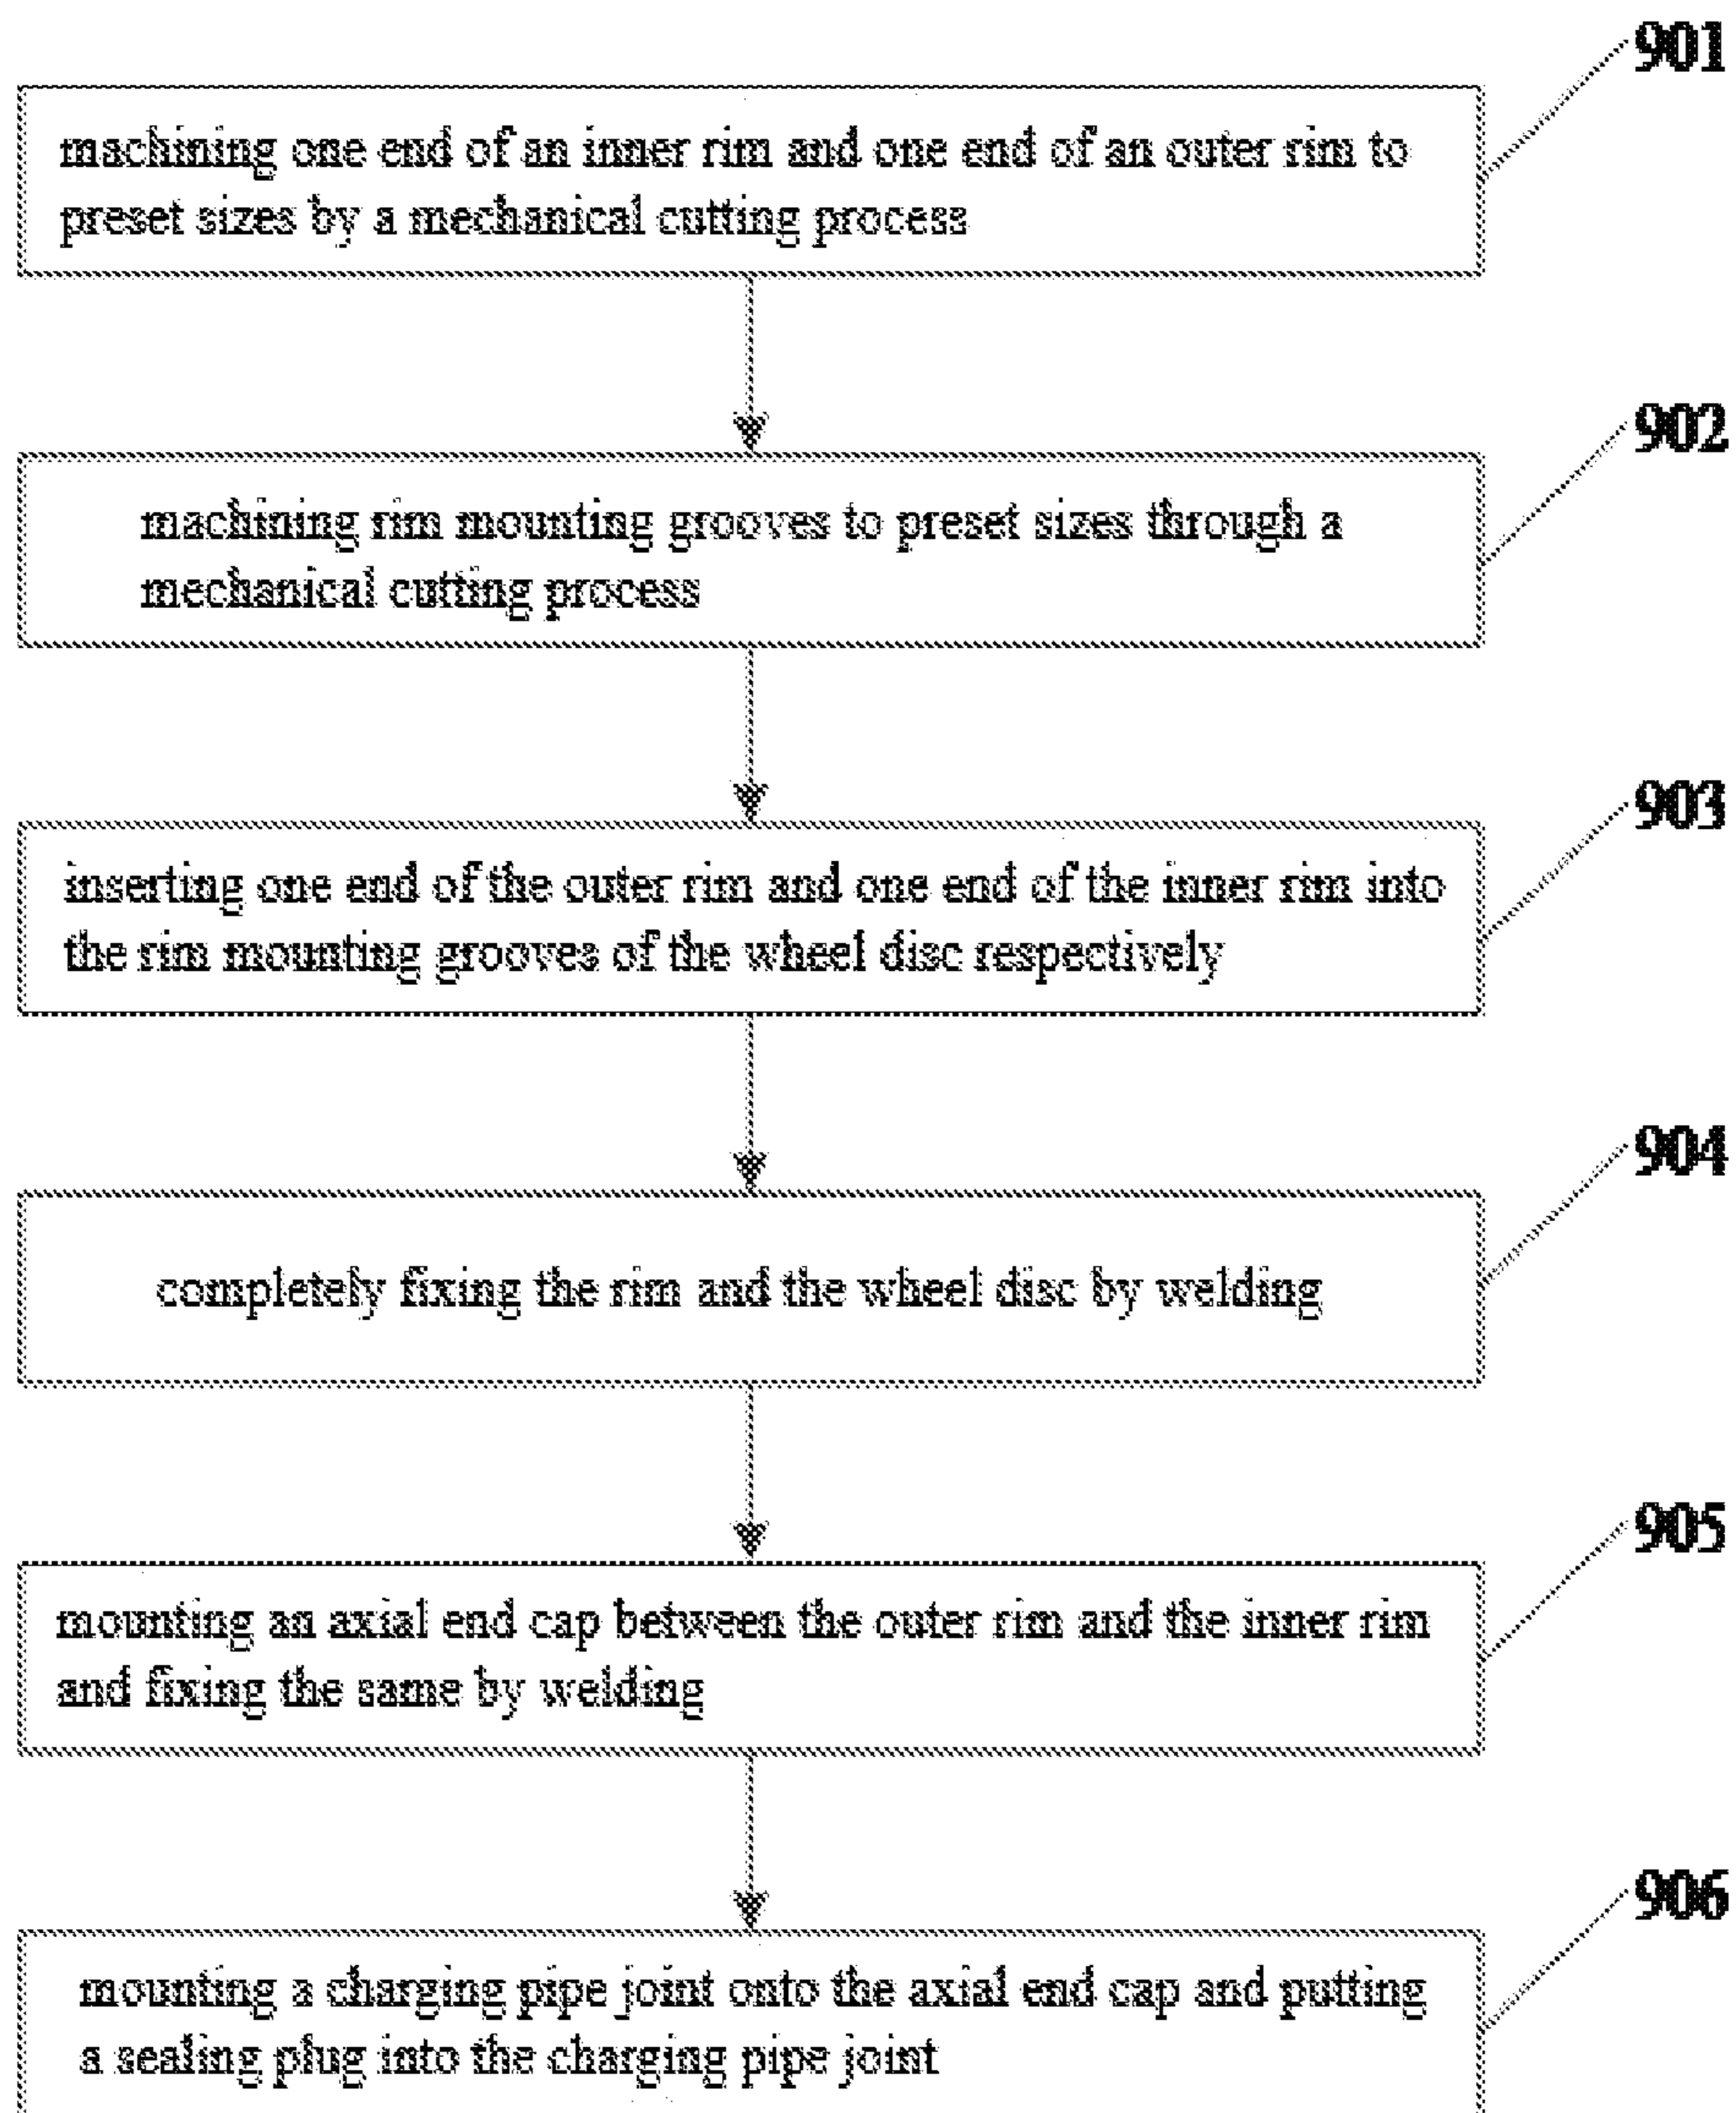 901
machining one end of an inner rim and one end of an outer rim to
preset sizes by a mechanical cutting process
902
machining rim mounting grooves to preset sizes through a
mechanical cutting process
903
inserting one end of the outer rim and one end of the inner rim into
the rim mounting grooves of the wheel disc respectively
904
completely fixing the rim and the wheel disc by welding
905
mounting an axial end cap between the outer rim and the inner rim
and fixing the same by welding
906
mounting a charging pipe joint onto the axial end cap and putting
a sealing plug into the charging pipe joint